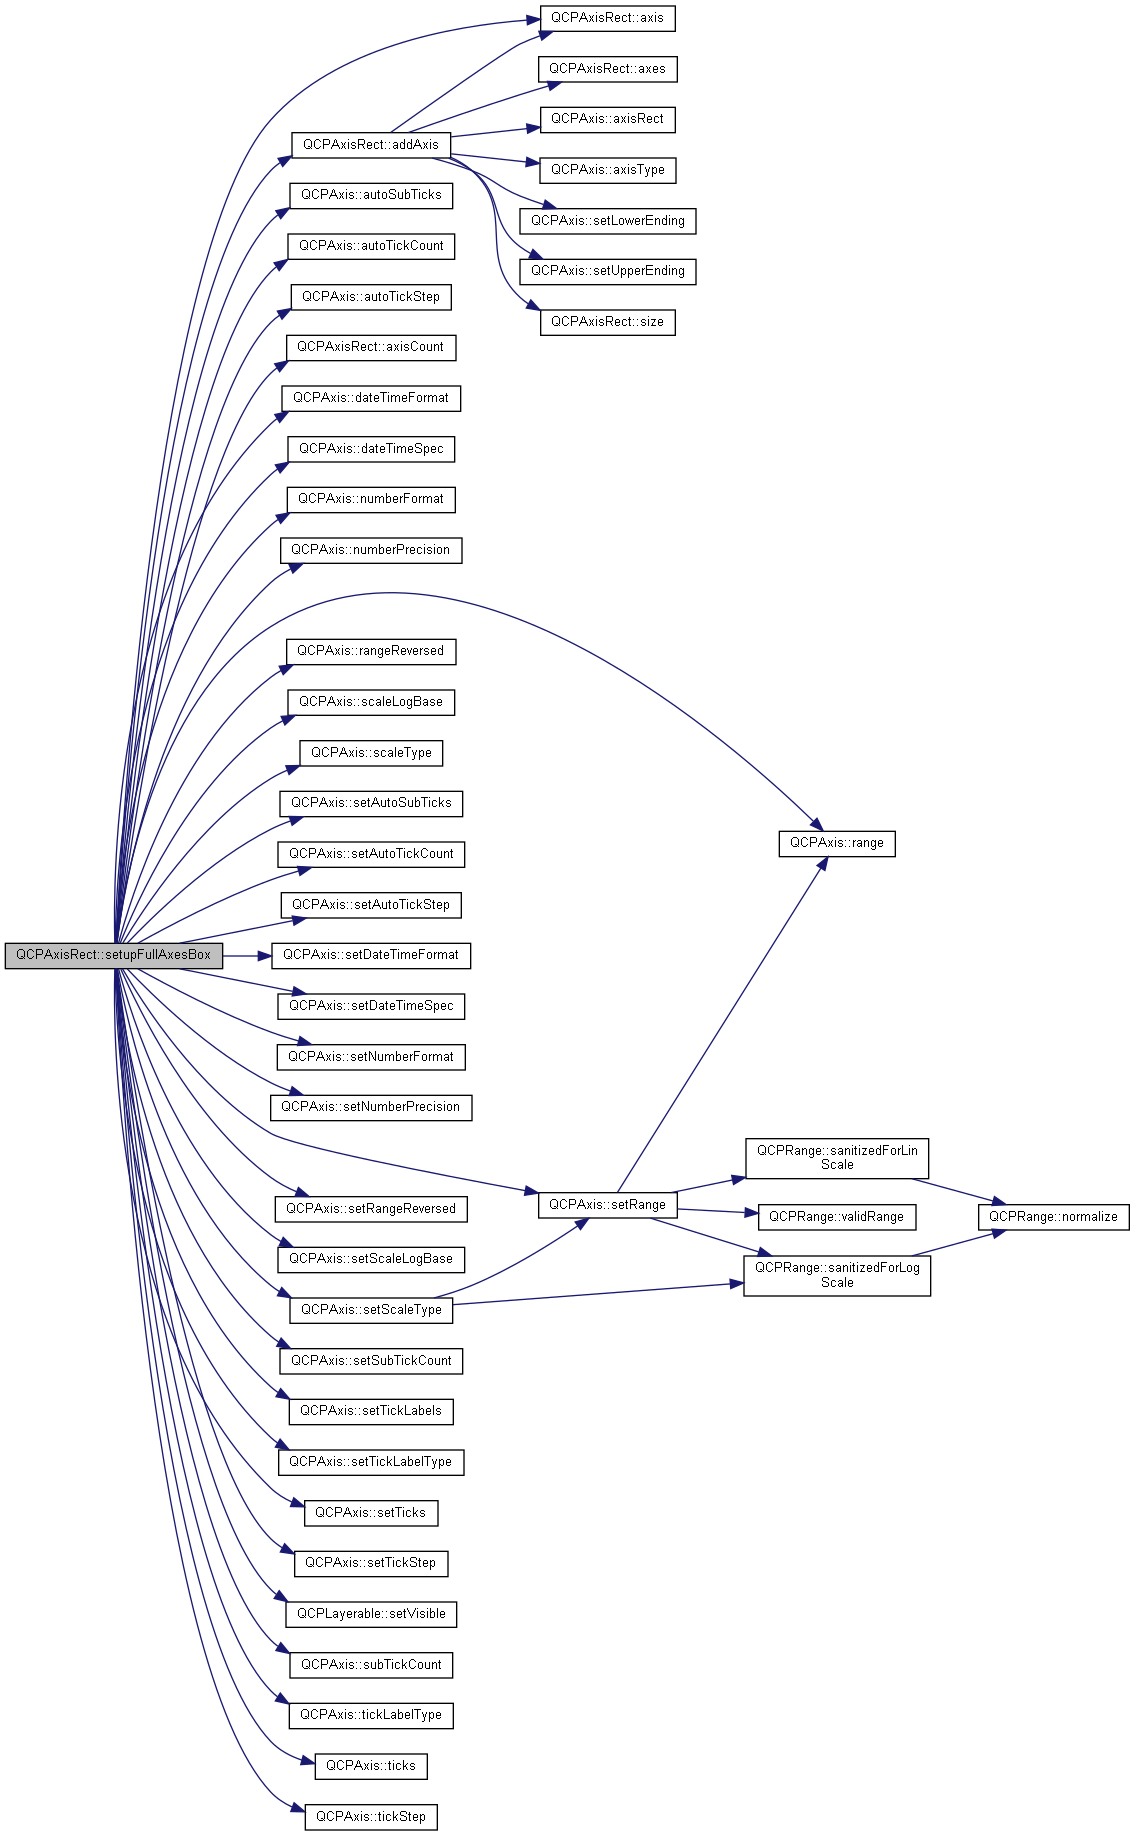 QCPAxisRect::axis
QCPAxisRect::axes
QCPAxis::axisRect
QCPAxisRect::addAxis
QCPAxis::axisType
QCPAxis::autoSubTicks
QCPAxis::setLowerEnding
QCPAxis::autoTickCount
QCPAxis::setUpperEnding
QCPAxis::autoTickStep
QCPAxisRect::size
QCPAxisRect::axisCount
QCPAxis::dateTimeFormat
QCPAxis::dateTimeSpec
QCPAxis::numberFormat
QCPAxis::numberPrecision
QCPAxis::rangeReversed
QCPAxis::scaleLogBase
QCPAxis::scaleType
QCPAxis::setAutoSubTicks
QCPAxis::range
QCPAxis::setAutoTickCount
QCPAxis::setAutoTickStep
QCPAxisRect::setupFullAxesBox
QCPAxis::setDateTimeFormat
QCPAxis::setDateTimeSpec
QCPAxis::setNumberFormat
QCPAxis::setNumberPrecision
QCPRange::sanitizedForLin
Scale
QCPAxis::setRange
QCPAxis::setRangeReversed
QCPRange::validRange
QCPRange::normalize
QCPAxis::setScaleLogBase
QCPRange::sanitizedForLog
Scale
QCPAxis::setScaleType
QCPAxis::setSubTickCount
QCPAxis::setTickLabels
QCPAxis::setTickLabelType
QCPAxis::setTicks
QCPAxis::setTickStep
QCPLayerable::setVisible
QCPAxis::subTickCount
QCPAxis::tickLabelType
QCPAxis::ticks
QCPAxis::tickStep